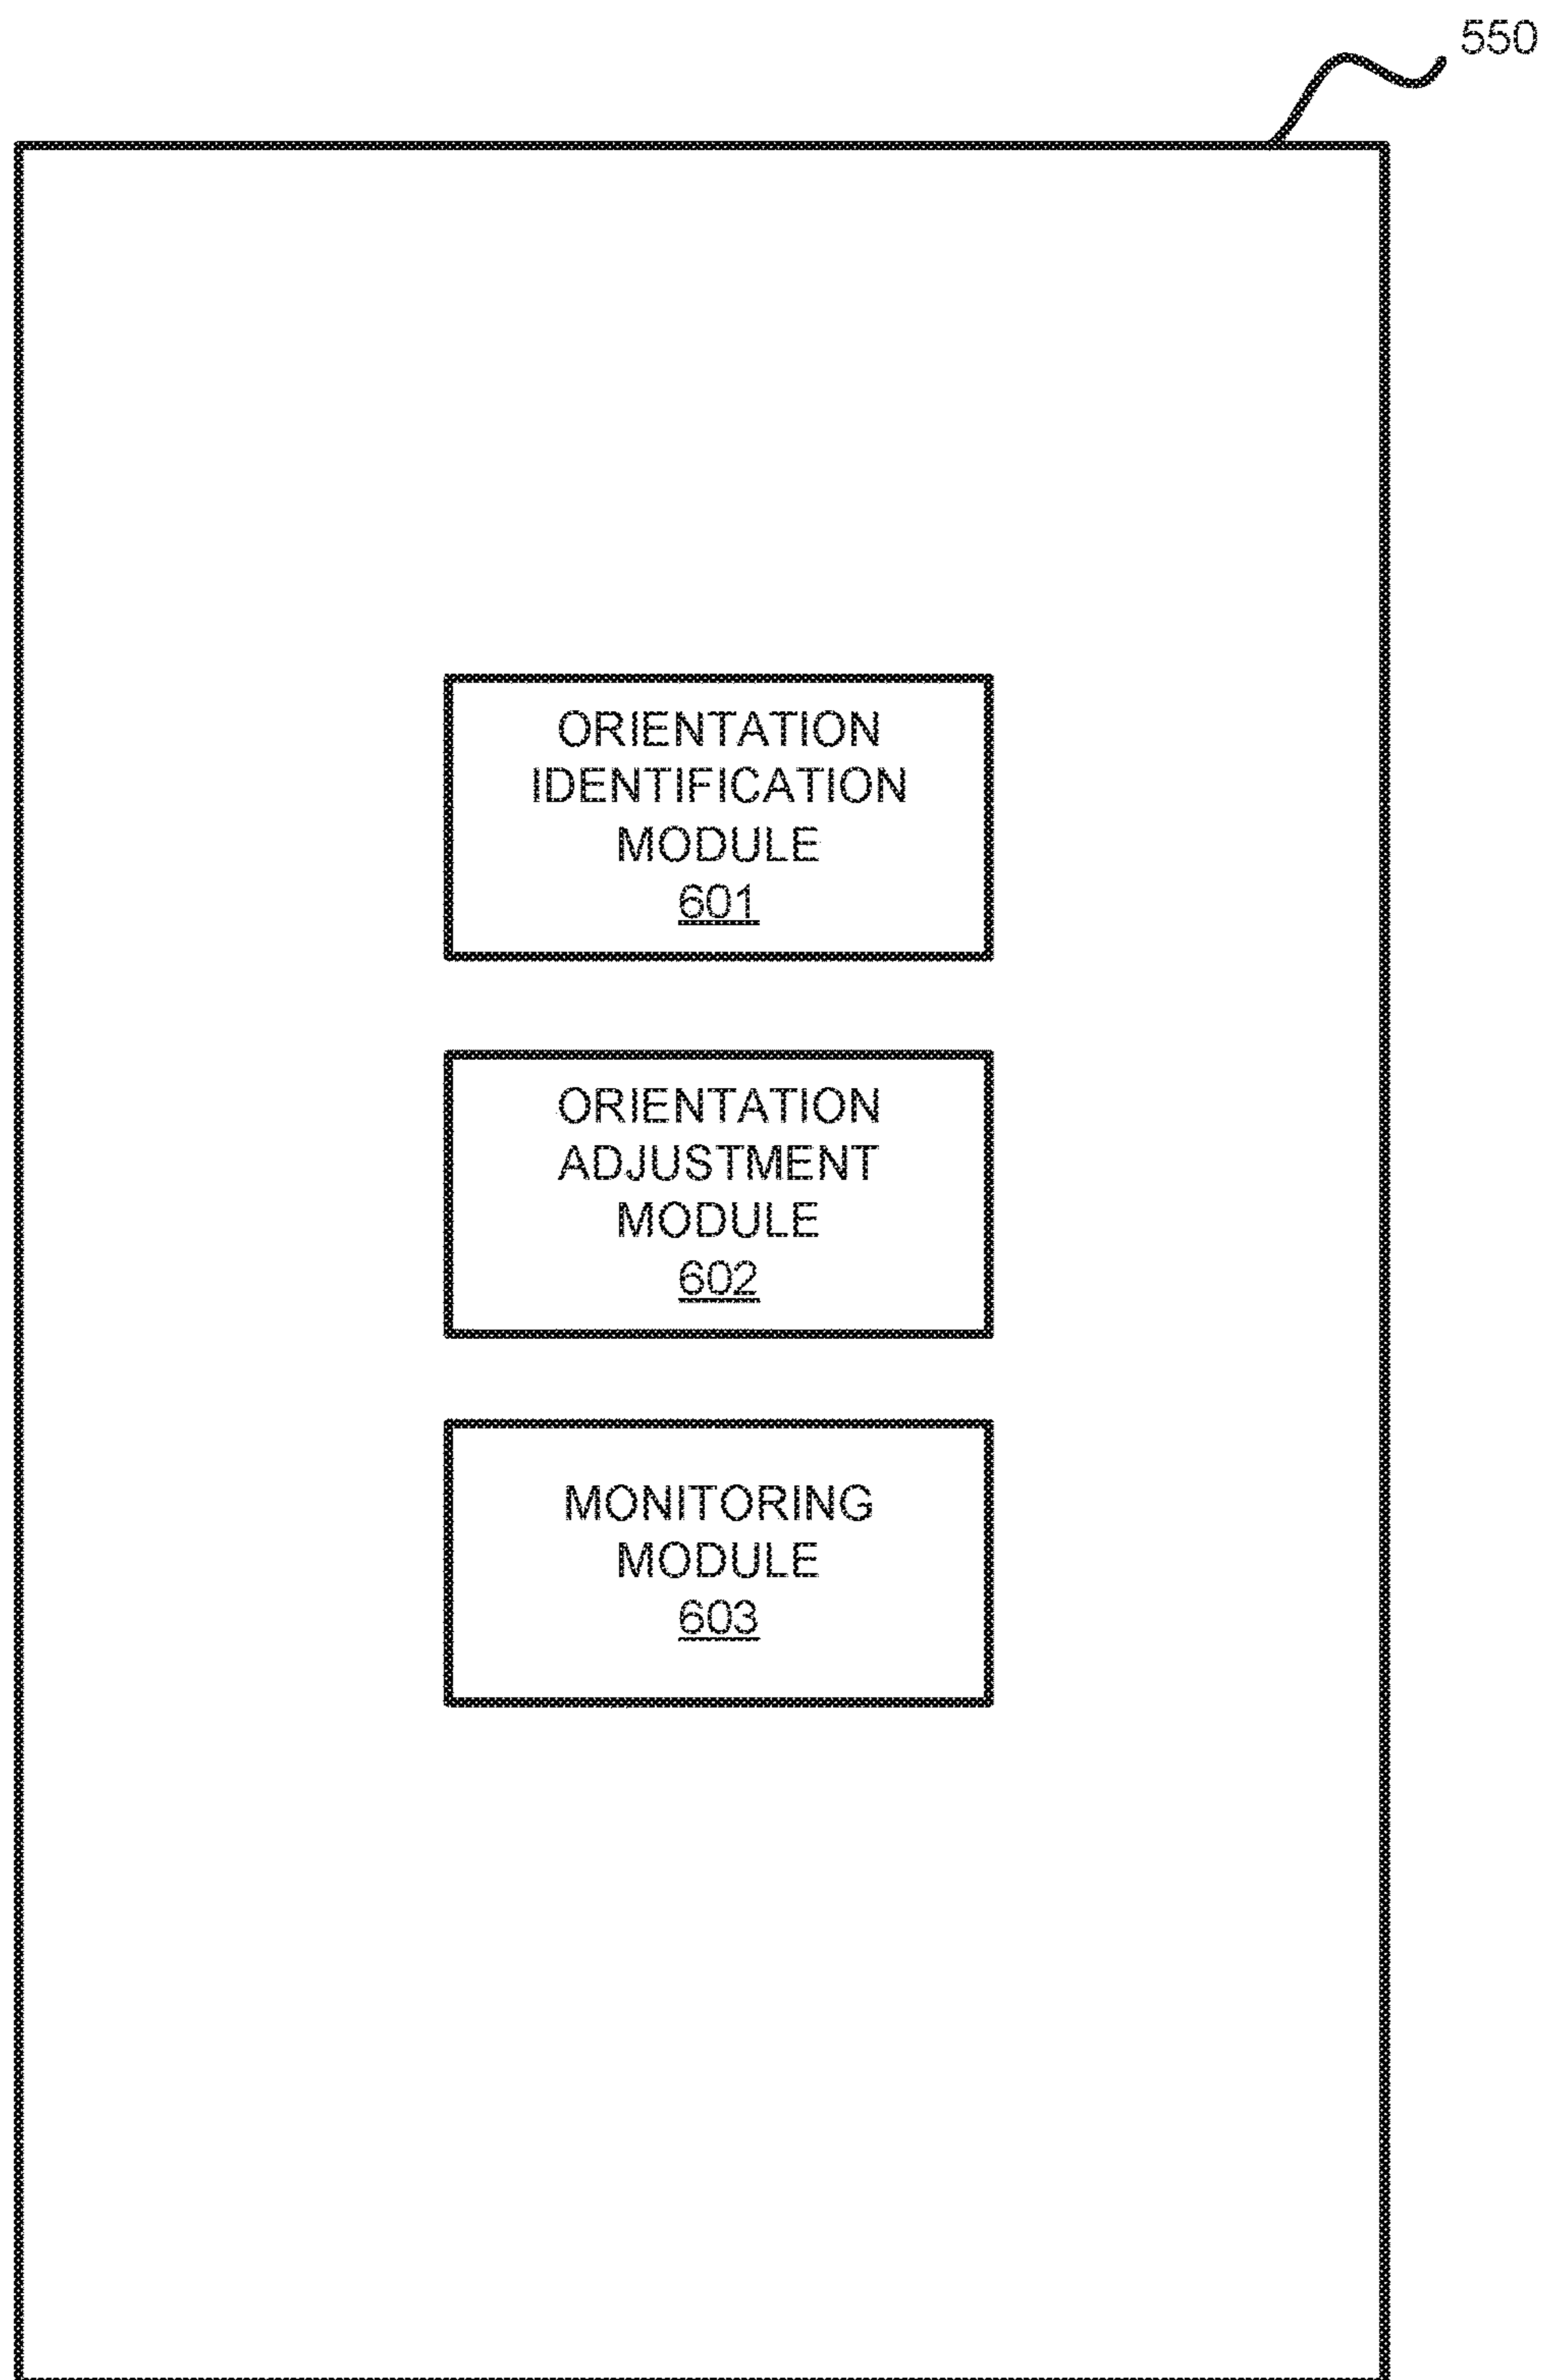 550
ORIENTATION
IDENTIFICATION
MODULE
601
ORIENTATION
ADJUSTMENT
MODULE
602
MONITORING
MODULE
603